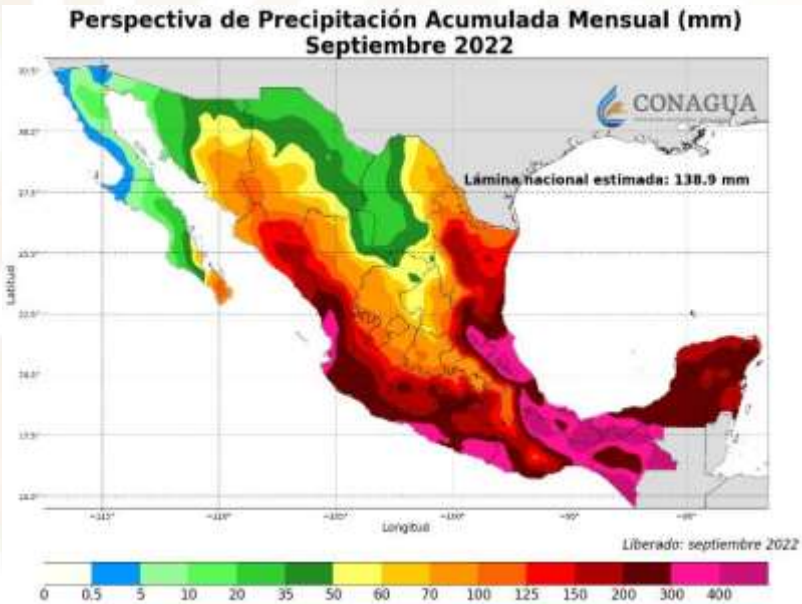 Perspectiva de Precipitación Acumulada Mensual (mm)
Septiembre 2022
CONAGUA
Lámina nacional estimada: 138.9 mm
Latitud
Longitud
Liberado: septiembre 2022
0 0.5 5 10 20 35 50 60 70 100 125 150 200 300 400